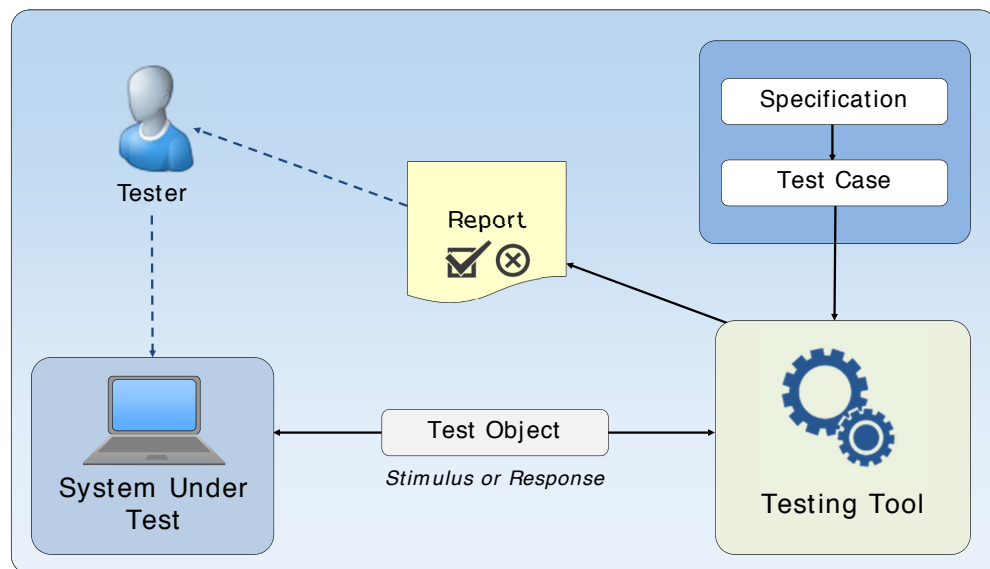 Specification
Test Case
Tester
Report
Test Object
Stimulus or Response
System Under
Test
Testing Tool